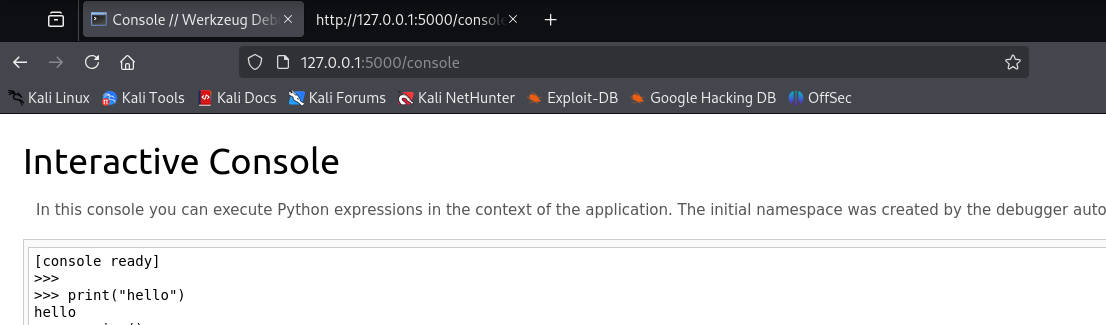 Console // Werkzeug Deb
http://127.0.0.1:5000/consol
127.0.0.1:5000/console
Kali Linux Kali Tools Kali Docs Kali Forums Kali NetHunter Exploit-DB Google Hacking DB OffSec
Interactive Console
In this console you can execute Python expressions in the context of the application. The initial namespace was created by the debugger auto
[console ready]
>>>
>>> print("hello")
hello